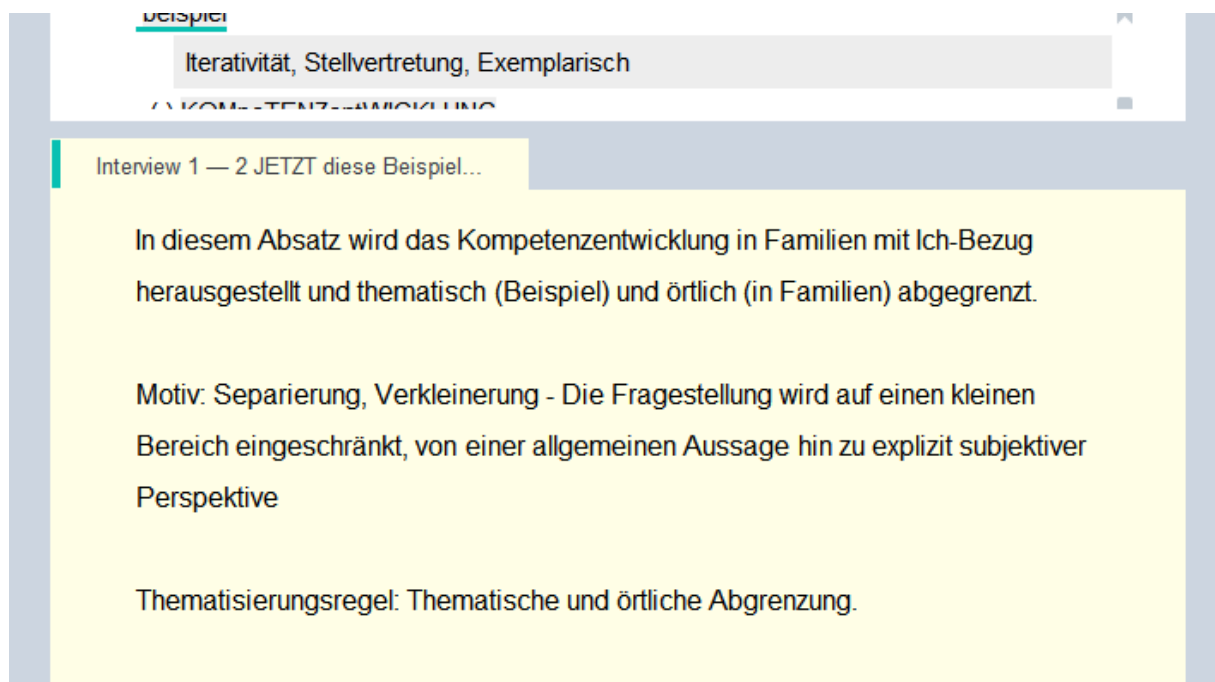 beispiel
Iterativität, Stellvertretung, Exemplarisch
(.) KOMpeTENZentWICKLUNG
Interview 1 — 2 JETZT diese Beispiel...
In diesem Absatz wird das Kompetenzentwicklung in Familien mit Ich-Bezug
herausgestellt und thematisch (Beispiel) und örtlich (in Familien) abgegrenzt.
Motiv: Separierung, Verkleinerung - Die Fragestellung wird auf einen kleinen
Bereich eingeschränkt, von einer allgemeinen Aussage hin zu explizit subjektiver
Perspektive
Thematisierungsregel: Thematische und örtliche Abgrenzung.